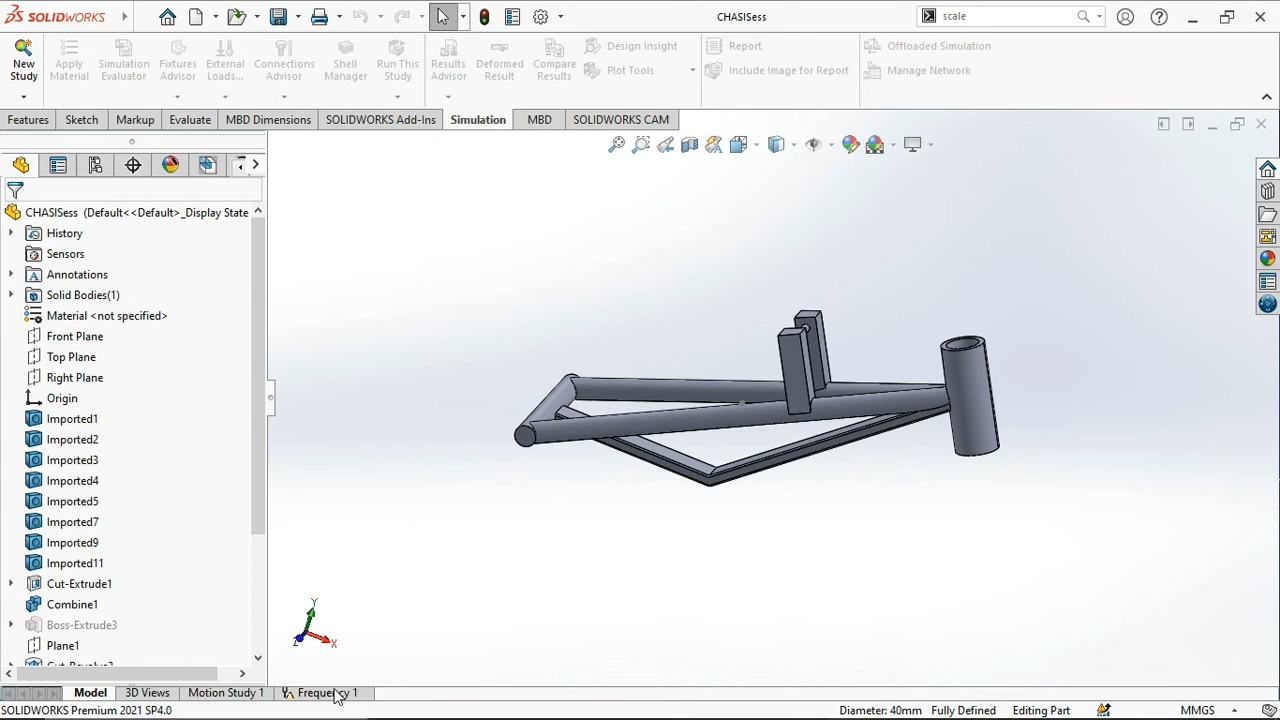 SOLIDWORKS
CHASISess
scale
New Study
Apply Material
Simulation Evaluator
Fixtures Advisor
External Loads...
Connections Advisor
Shell Manager
Run This Study
Results Advisor
Deformed Result
Compare Results
Design Insight
Plot Tools
Report
Include Image for Report
Offloaded Simulation
Manage Network
Features
Sketch
Markup
Evaluate
MBD Dimensions
SOLIDWORKS Add-Ins
Simulation
MBD
SOLIDWORKS CAM
CHASISess (Default<<Default>_Display State
History
Sensors
Annotations
Solid Bodies(1)
Material <not specified>
Front Plane
Top Plane
Right Plane
Origin
Imported1
Imported2
Imported3
Imported4
Imported5
Imported7
Imported9
Imported11
Cut-Extrude1
Combine1
Boss-Extrude3
Plane1
Cut-Revolve2
Y
X
Z
Model
3D Views
Motion Study 1
Frequency 1
SOLIDWORKS Premium 2021 SP4.0
Diameter: 40mm
Fully Defined
Editing Part
MMGS